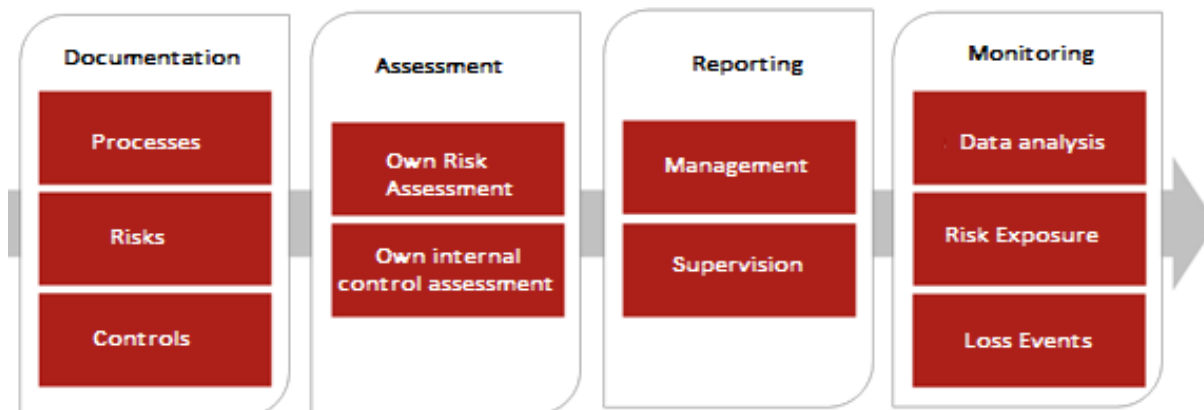 Documentation
Processes
Risks
Controls
Assessment
Own Risk
Assessment
Own internal
control assessment
Reporting
Management
Supervision
Monitoring
Data analysis
Risk Exposure
Loss Events